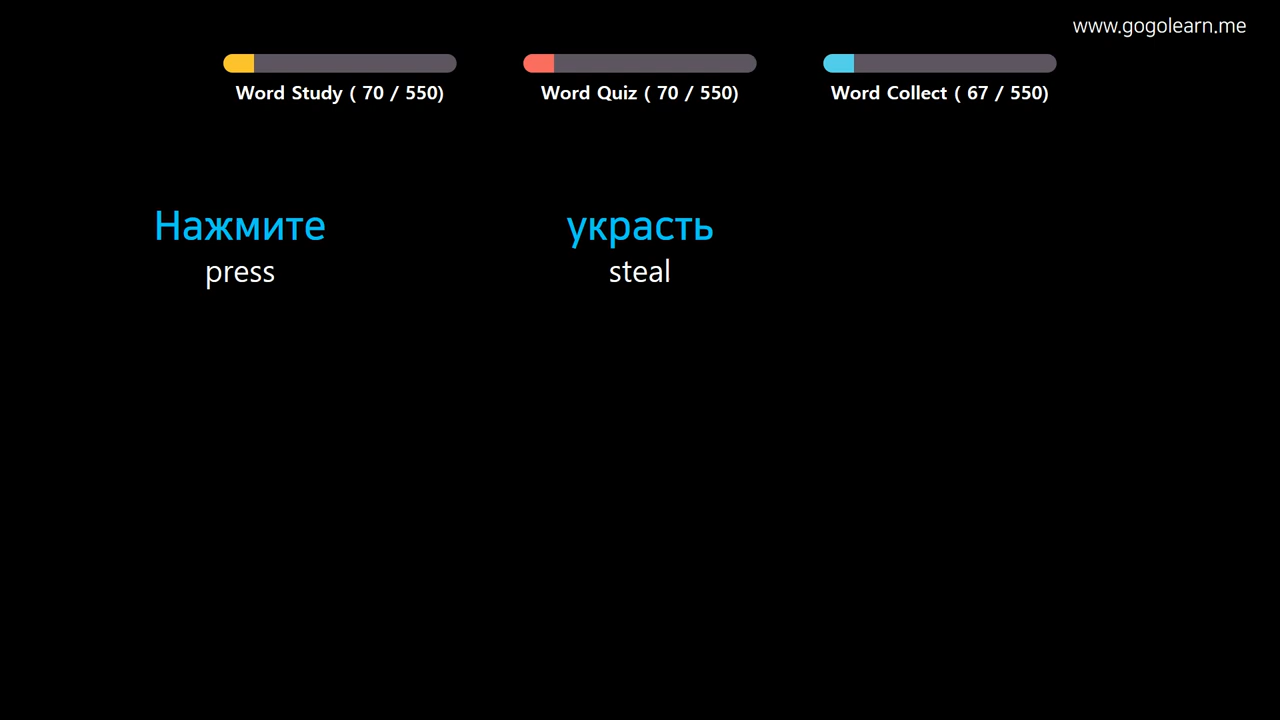 www.gogolearn.me
Word Study ( 70 / 550)
Word Quiz ( 70 / 550)
Word Collect ( 67 / 550)
Нажмите
press
украсть
steal